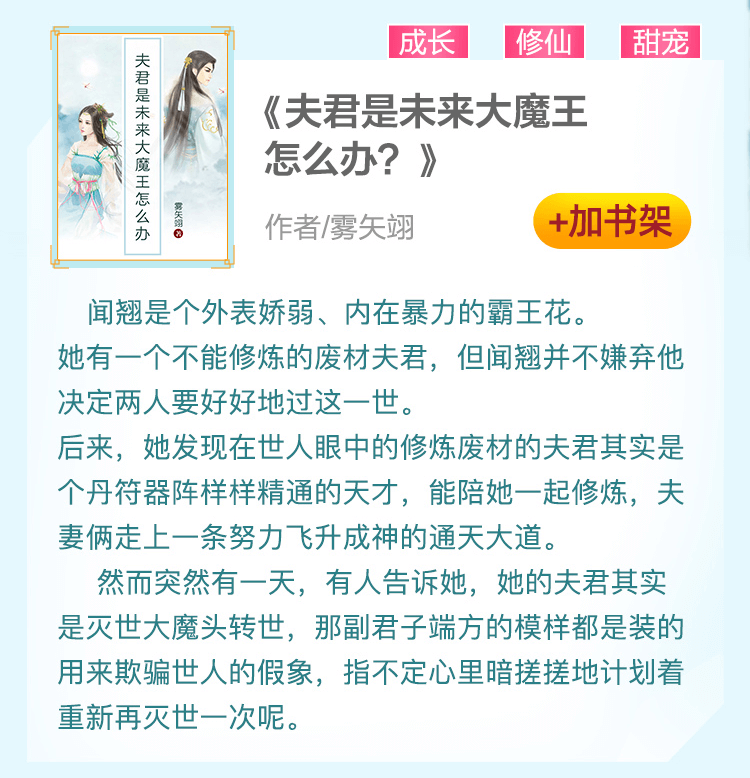 成长 修仙 甜宠
夫君是未来大魔王怎么办
雾矢翊 著
《夫君是未来大魔王
怎么办？》
作者/雾矢翊
+加书架
闻翘是个外表娇弱、内在暴力的霸王花。
她有一个不能修炼的废材夫君，但闻翘并不嫌弃他
决定两人要好好地过这一世。
后来，她发现在世人眼中的修炼废材的夫君其实是
个丹符器阵样样精通的天才，能陪她一起修炼，夫
妻俩走上一条努力飞升成神的通天大道。
然而突然有一天，有人告诉她，她的夫君其实
是灭世大魔头转世，那副君子端方的模样都是装的
用来欺骗世人的假象，指不定心里暗搓搓地计划着
重新再灭世一次呢。